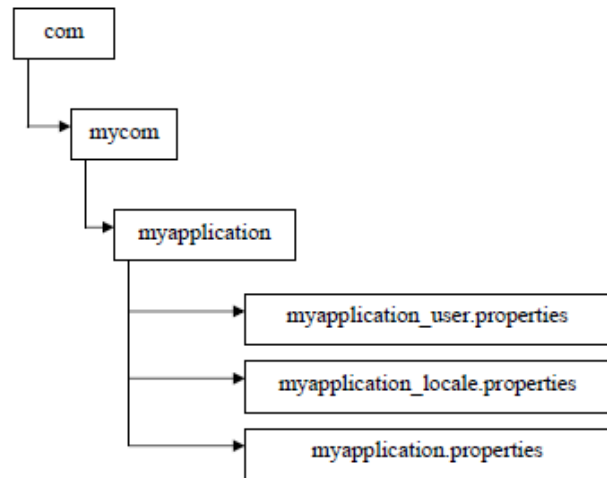 com
mycom
myapplication
myapplication_user.properties
myapplication_locale.properties
myapplication.properties